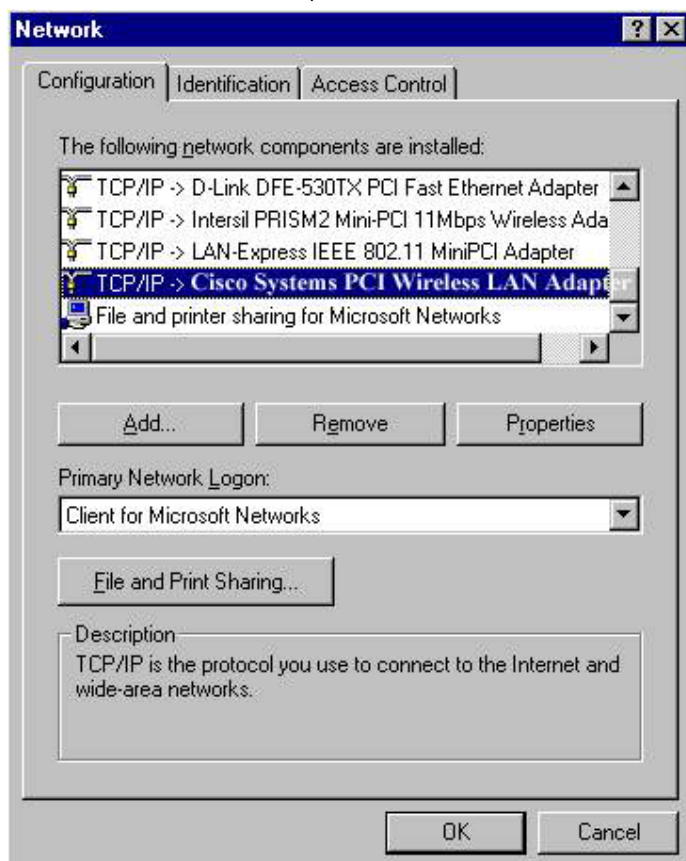 Network
Configuration Identification Access Control
The following network components are installed:
TCP/IP -> D-Link DFE-530TX PCI Fast Ethernet Adapter
TCP/IP -> Intersil PRISM2 Mini-PCI 11Mbps Wireless Ada
TCP/IP -> LAN-Express IEEE 802.11 MiniPCI Adapter
TCP/IP -> Cisco Systems PCI Wireless LAN Adapter
File and printer sharing for Microsoft Networks
Add... Remove Properties
Primary Network Logon:
Client for Microsoft Networks
File and Print Sharing...
Description
TCP/IP is the protocol you use to connect to the Internet and
wide-area networks.
OK Cancel